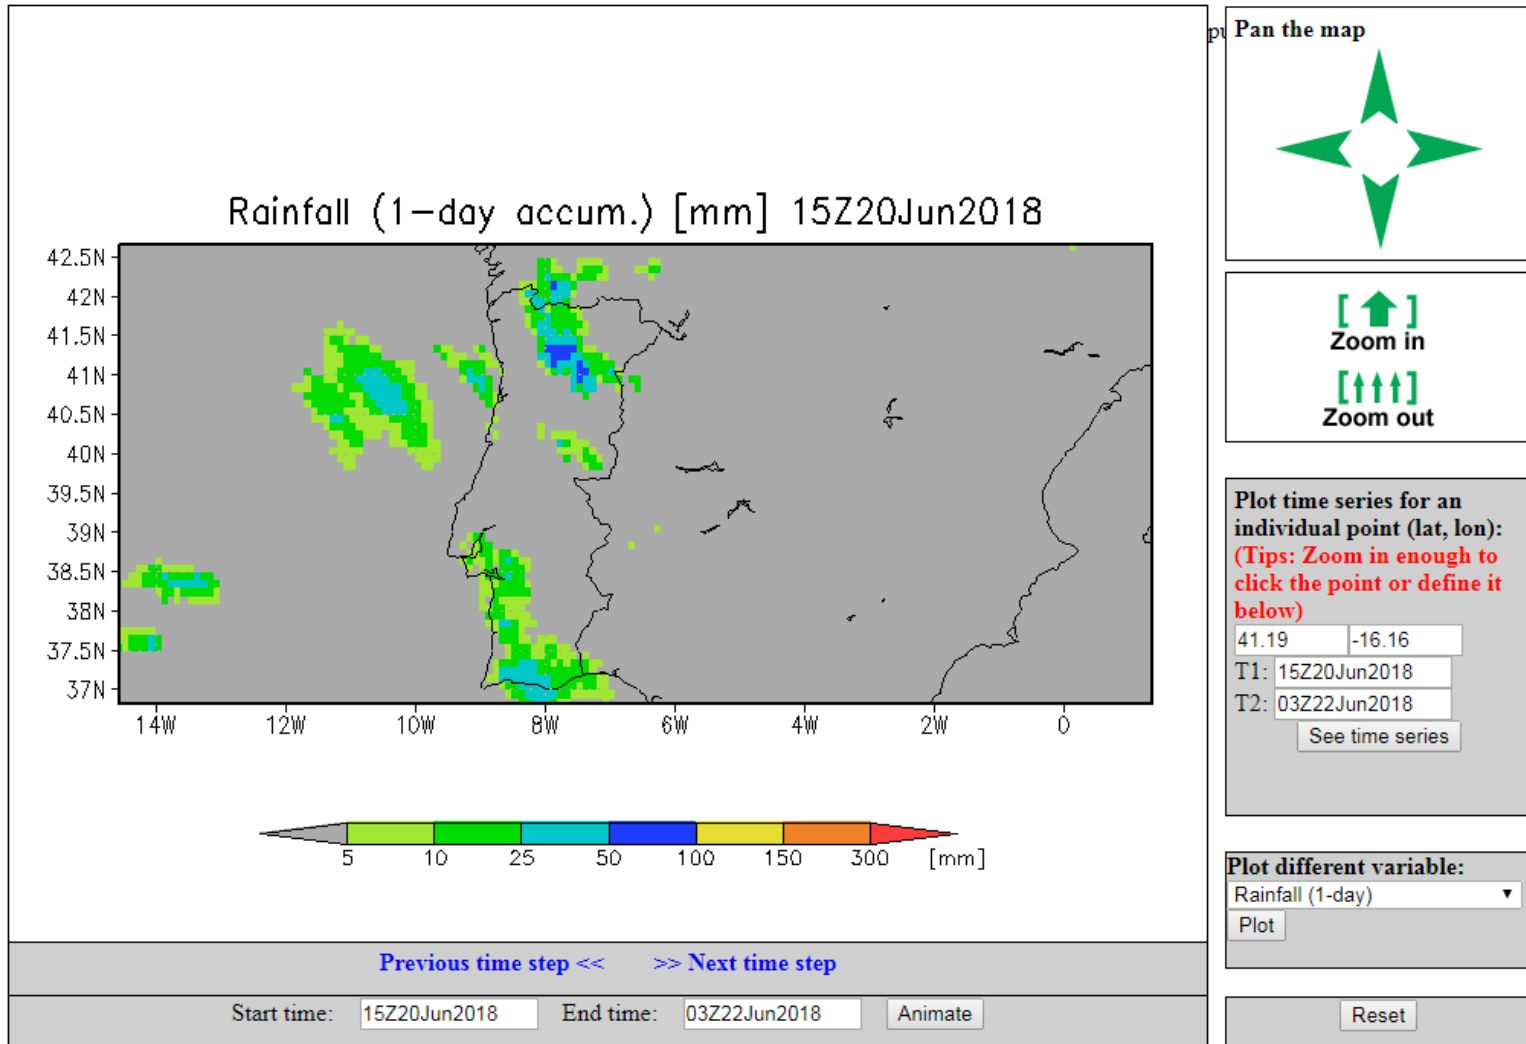 pu
Pan the map
Rainfall (1-day accum.) [mm] 15Z20Jun2018
42.5N
42N
41.5N
41N
40.5N
40N
39.5N
39N
38.5N
38N
37.5N
37N
14W 12W 10W 8W 6W 4W 2W 0
5 10 25 50 100 150 300 [mm]
Previous time step << >> Next time step
Start time: 15Z20Jun2018 End time: 03Z22Jun2018 Animate
[ ]
Zoom in
[ ]
Zoom out
Plot time series for an
individual point (lat, lon):
(Tips: Zoom in enough to
click the point or define it
below)
41.19 -16.16
T1: 15Z20Jun2018
T2: 03Z22Jun2018
See time series
Plot different variable:
Rainfall (1-day)
Plot
Reset